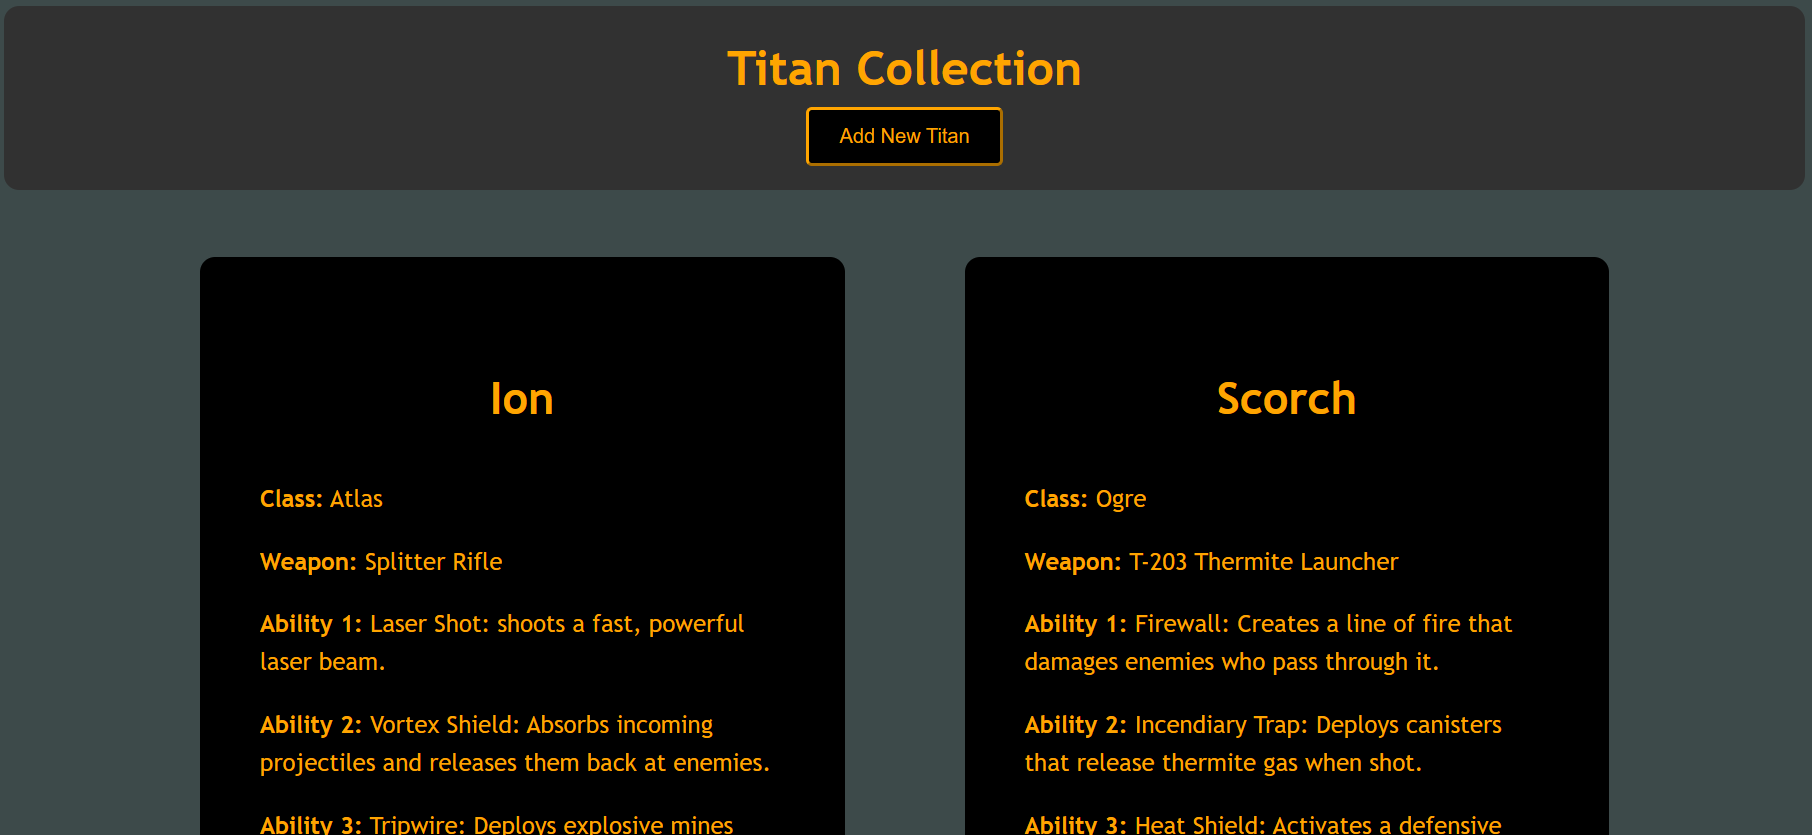 Titan Collection
Add New Titan
Ion
Class: Atlas
Weapon: Splitter Rifle
Ability 1: Laser Shot: shoots a fast, powerful
laser beam.
Ability 2: Vortex Shield: Absorbs incoming
projectiles and releases them back at enemies.
Ability 3: Tripwire: Deploys explosive mines
Scorch
Class: Ogre
Weapon: T-203 Thermite Launcher
Ability 1: Firewall: Creates a line of fire that
damages enemies who pass through it.
Ability 2: Incendiary Trap: Deploys canisters
that release thermite gas when shot.
Ability 3: Heat Shield: Activates a defensive